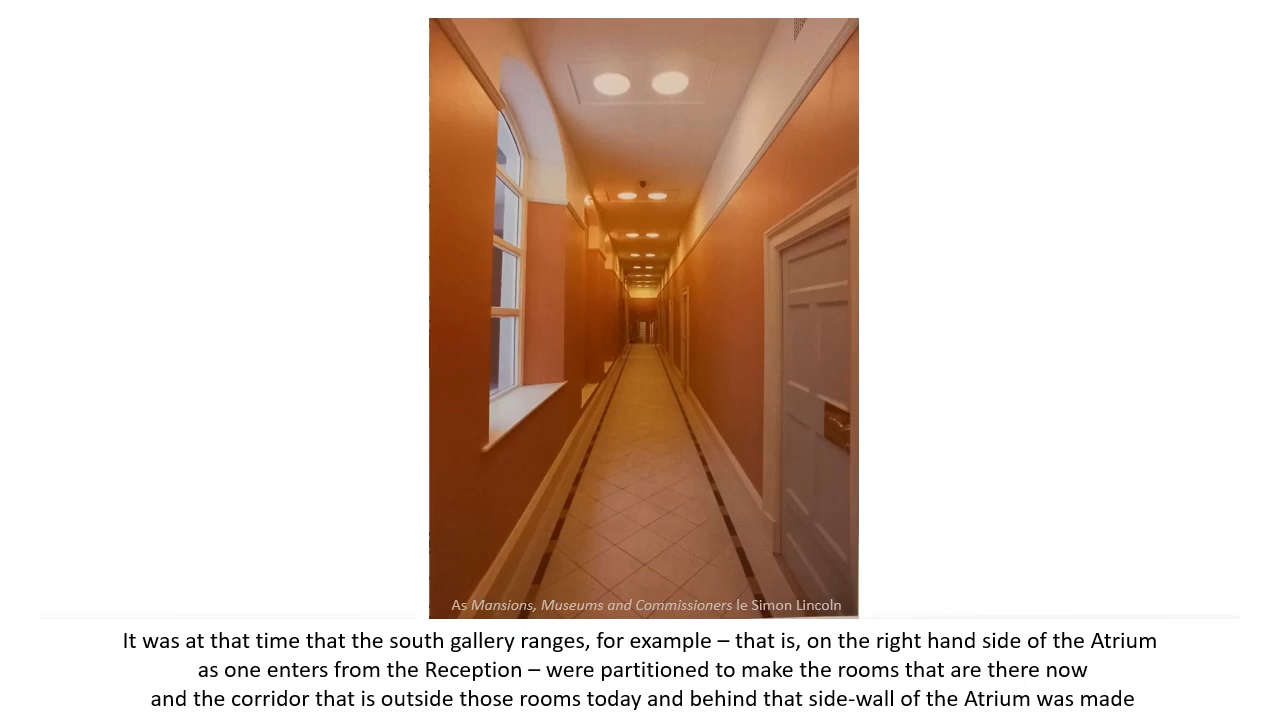 As Mansions, Museums and Commissioners le Simon Lincoln
It was at that time that the south gallery ranges, for example – that is, on the right hand side of the Atrium
as one enters from the Reception – were partitioned to make the rooms that are there now
and the corridor that is outside those rooms today and behind that side-wall of the Atrium was made